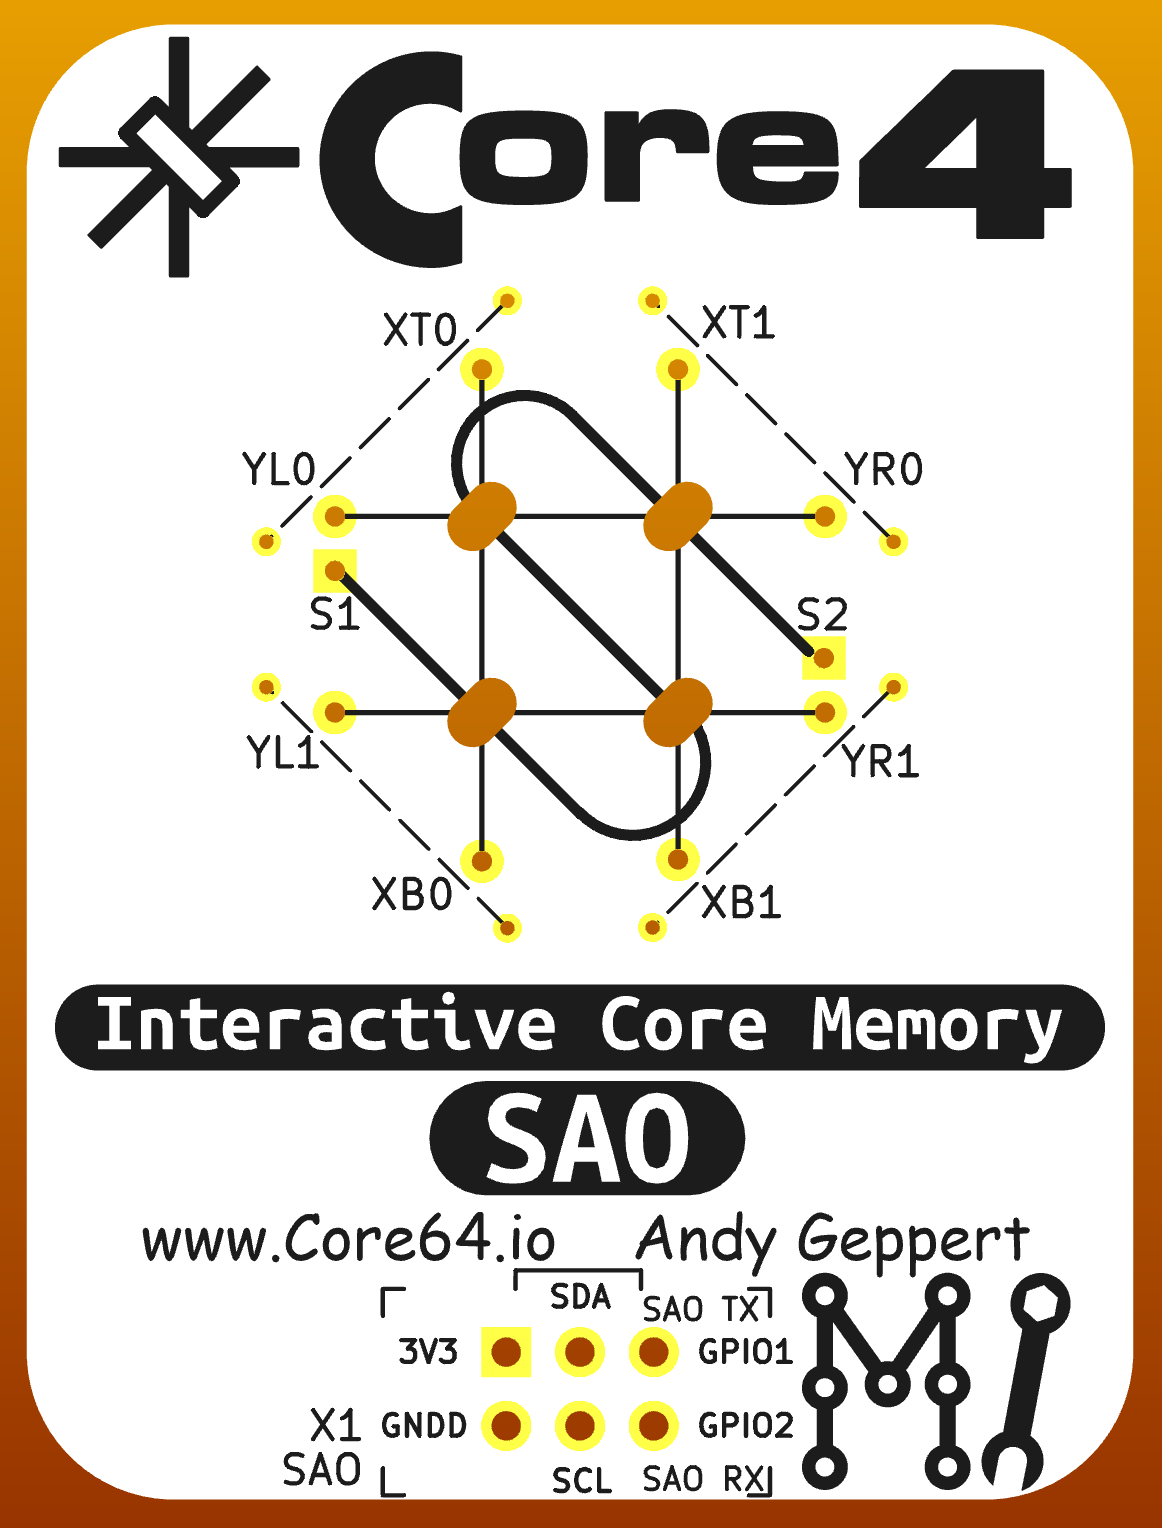 Core4
XT0 XT1
YL0 YR0
S1 S2
YL1 YR1
XB0 XB1
Interactive Core Memory
SAO
www.Core64.io Andy Geppert
SDA SAO TX
3V3 GPIO1
X1 GNDD GPIO2
SAO SCL SAO RX